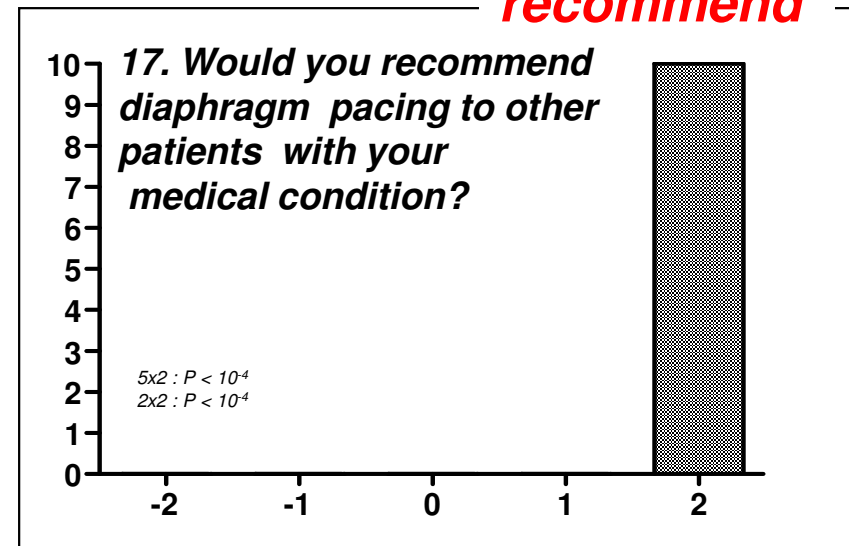 recommend
17. Would you recommend
diaphragm pacing to other
patients with your
medical condition?
10
9
8
7
6
5
4
3
2
1
0
5x2 : P < 10-4
2x2 : P < 10-4
-2 -1 0 1 2